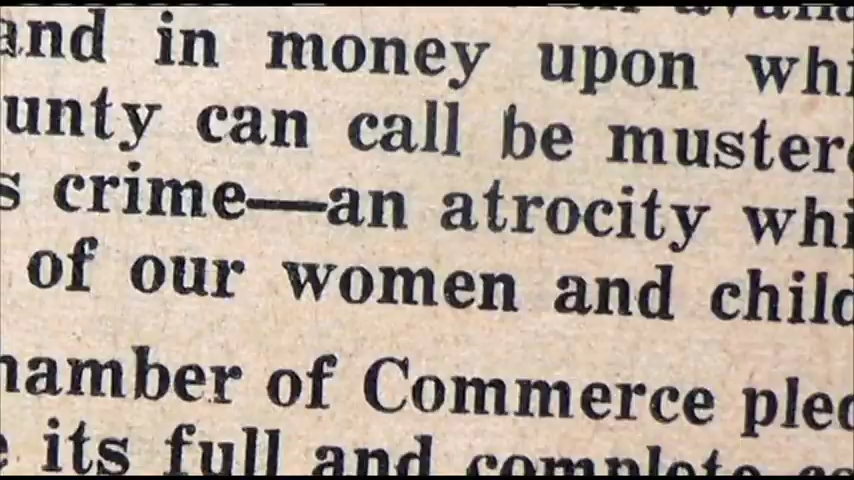 and in money upon whi
unty can call be muster
s crime—an atrocity whi
of our women and child
hamber of Commerce pled
its full and complete